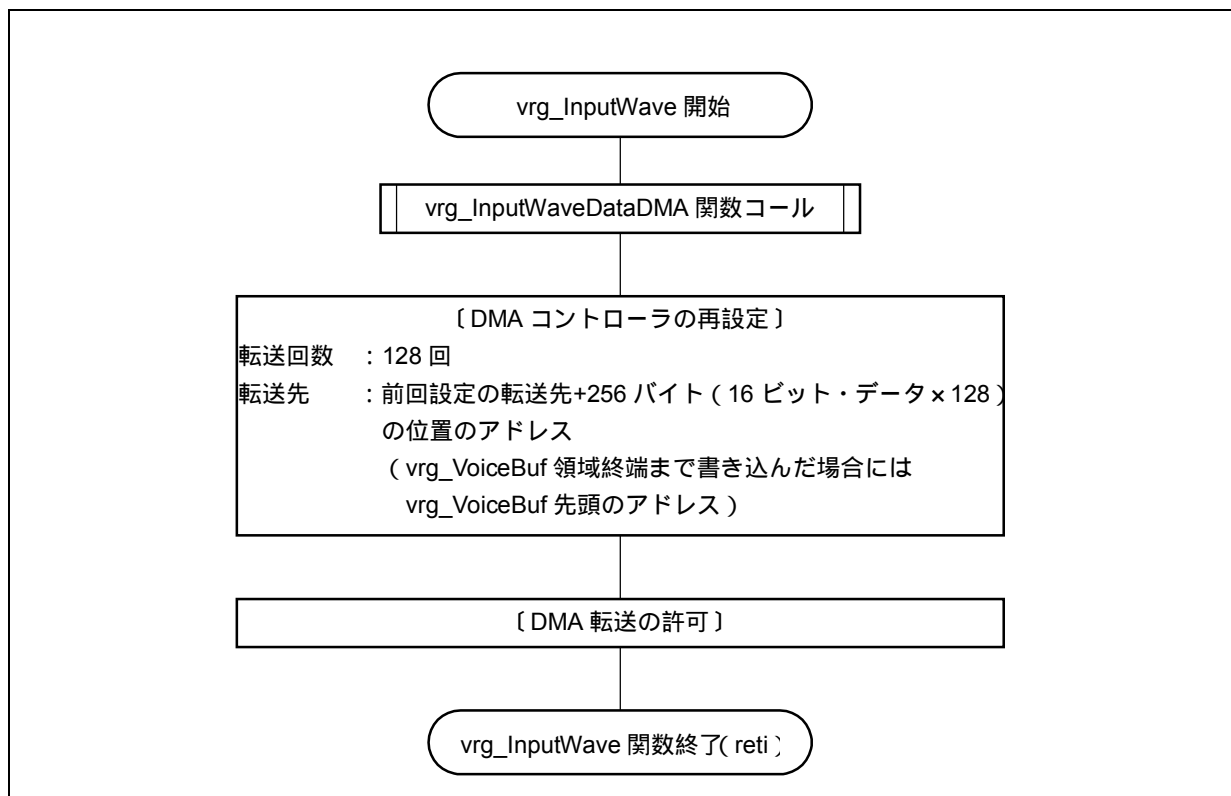 vrg_InputWave 開始
vrg_InputWaveDataDMA 関数コール
〔DMA コントローラの再設定〕
転送回数 ：128 回
転送先 ：前回設定の転送先+256 バイト（16 ビット・データ×128）
の位置のアドレス
（vrg_VoiceBuf 領域終端まで書き込んだ場合には
vrg_VoiceBuf 先頭のアドレス）
〔DMA 転送の許可〕
vrg_InputWave 関数終了（reti）